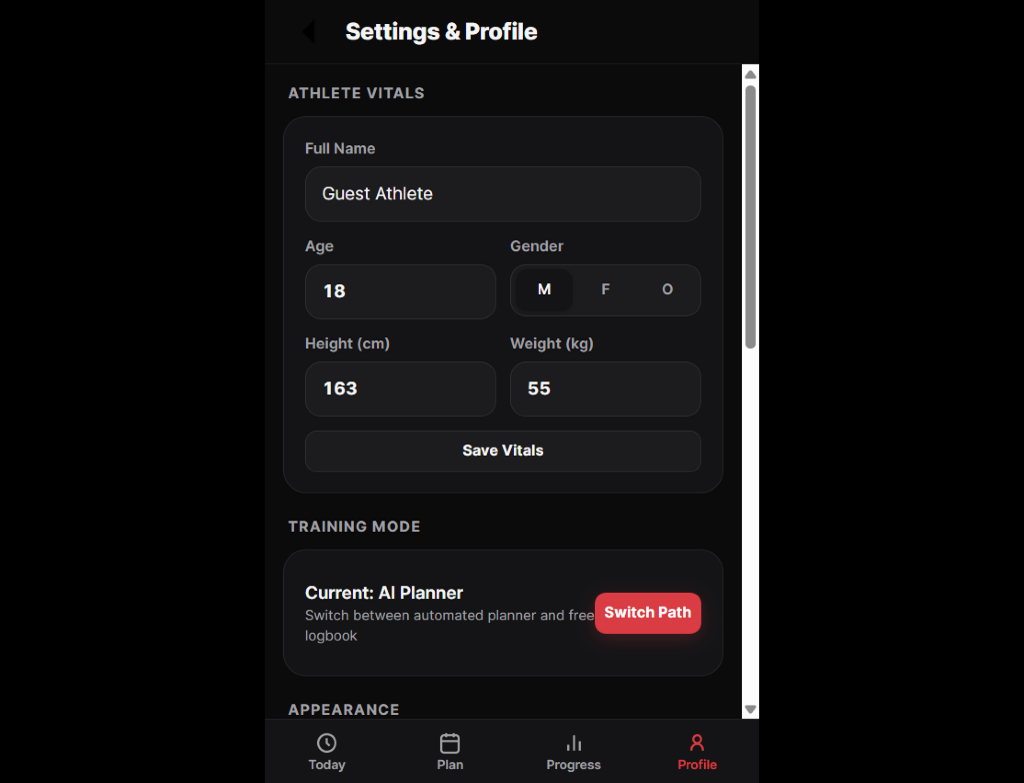 Settings & Profile
ATHLETE VITALS
Full Name
Guest Athlete
Age
Gender
18
M
F
O
Height (cm)
Weight (kg)
163
55
Save Vitals
TRAINING MODE
Current: AI Planner
Switch between automated planner and free
logbook
Switch Path
APPEARANCE
Today
Plan
Progress
Profile